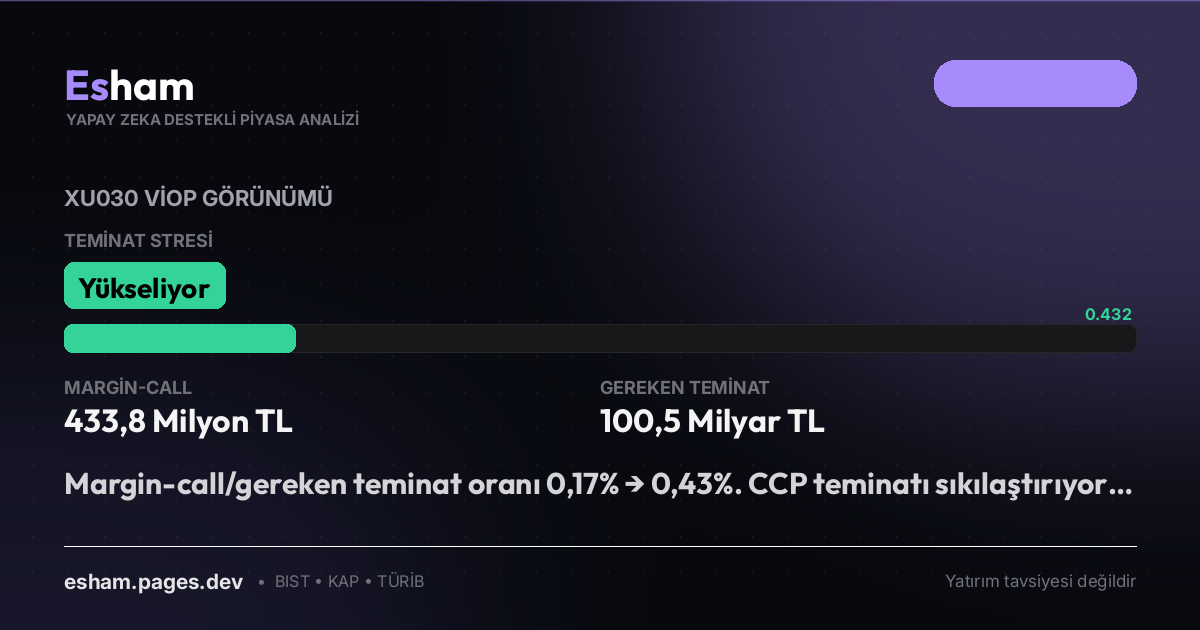 Esham
YAPAY ZEKA DESTEKLİ PİYASA ANALİZİ
XU030 VİOP GÖRÜNÜMÜ
TEMİNAT STRESİ
Yükseliyor
0.432
MARGİN-CALL
GEREKEN TEMİNAT
433,8 Milyon TL
100,5 Milyar TL
Margin-call/gereken teminat oranı 0,17% → 0,43%. CCP teminatı sıkılaştırıyor…
esham.pages.dev • BIST • KAP • TÜRİB
Yatırım tavsiyesi değildir